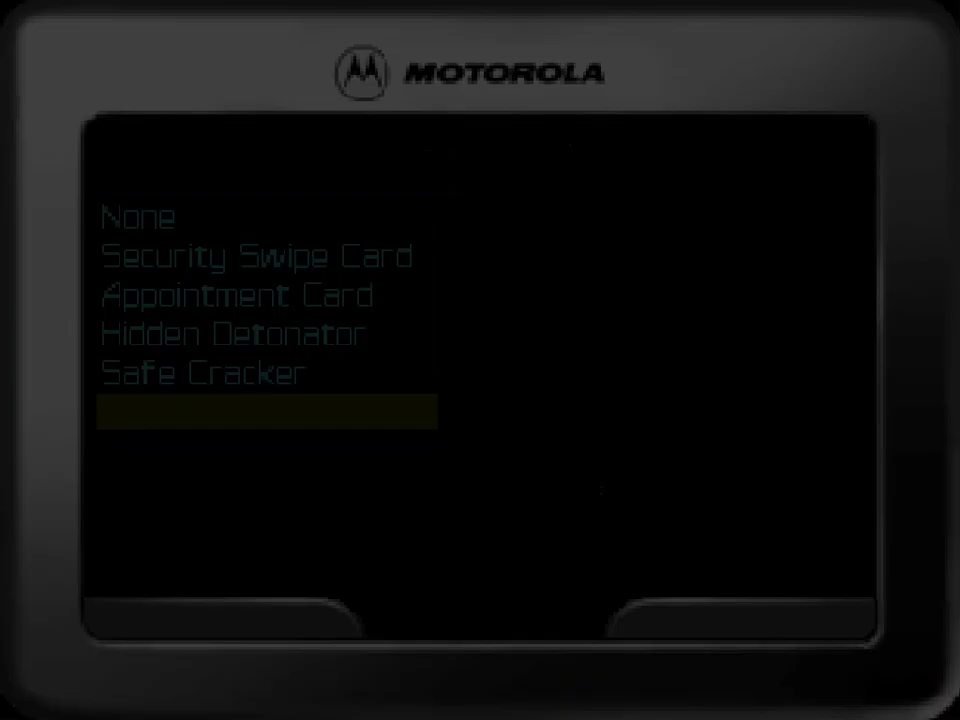 MOTOROLA
None
Security Swipe Card
Appointment Card
Hidden Detonator
Safe Cracker